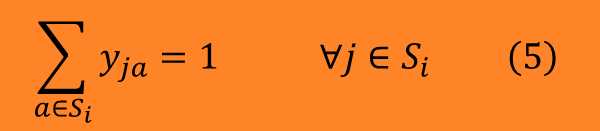 ∑_{a∈S_i} y_{ja} = 1 ∀j ∈ S_i (5)